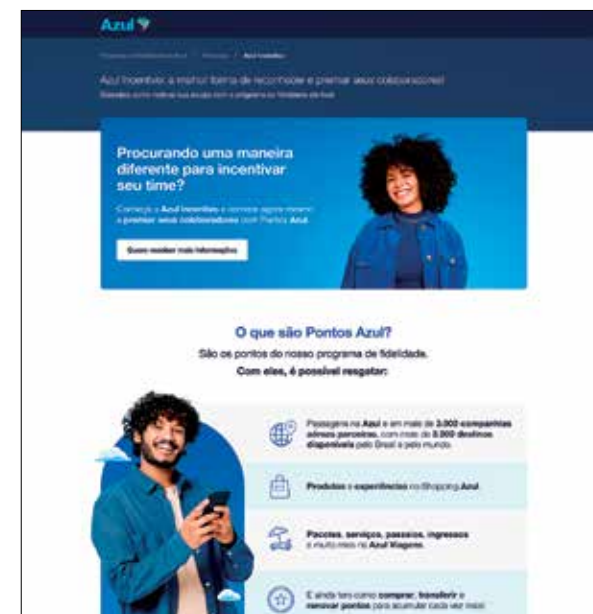 Azul
Azul Incentivo
Azul Incentivo: a melhor forma de reconhecer e premiar seus colaboradores!
Procurando uma maneira
diferente para incentivar
seu time?
Conheça o Azul Incentivo e comece agora mesmo
a premiar seus colaboradores com Pontos Azul.
Quero receber mais informações
O que são Pontos Azul?
São os pontos do nosso programa de fidelidade.
Com eles, é possível resgatar:
Passagens na Azul e em mais de 3.000 companhias
aéreas parceiras, com mais de 5.000 destinos
disponíveis pelo Brasil e pelo mundo.
Produtos e experiências no Shopping Azul.
Pacotes, serviços, passeios, ingressos
e muito mais na Azul Viagens.
E ainda tem como comprar, transferir e
renovar pontos para acumular cada vez mais!